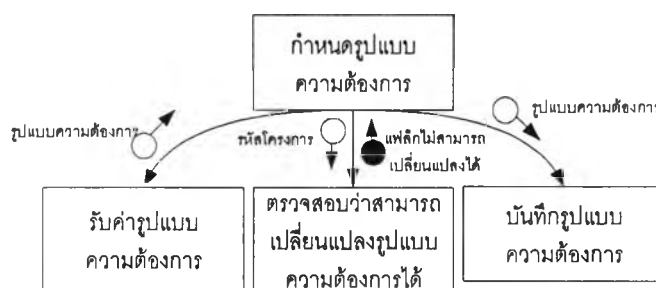 กำหนดรูปแบบ
ความต้องการ
รูปแบบความต้องการ
รหัสโครงการ
แฟล็กไม่สามารถ
เปลี่ยนแปลงได้
รูปแบบความต้องการ
รับค่ารูปแบบ
ความต้องการ
ตรวจสอบว่าสามารถ
เปลี่ยนแปลงรูปแบบ
ความต้องการได้
บันทึกรูปแบบ
ความต้องการ